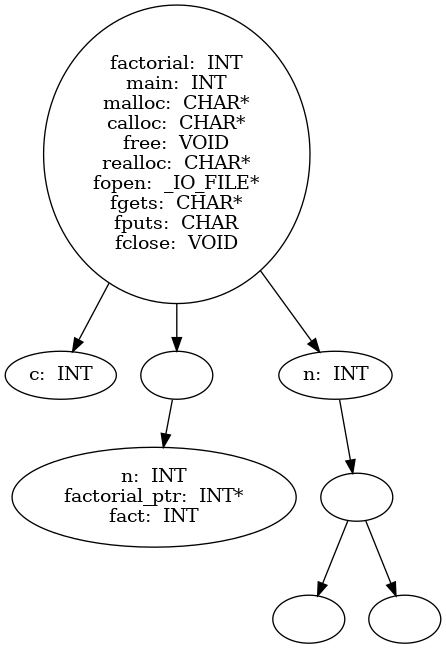 factorial: INT
main: INT
malloc: CHAR*
calloc: CHAR*
free: VOID
realloc: CHAR*
fopen: _IO_FILE*
fgets: CHAR*
fputs: CHAR
fclose: VOID
c: INT
n: INT
n: INT
factorial_ptr: INT*
fact: INT